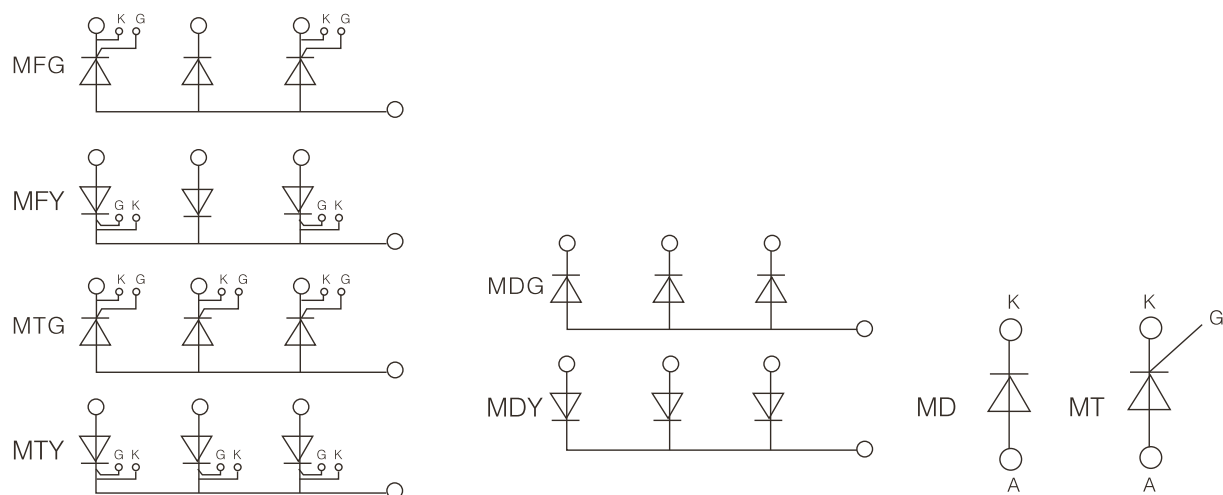 K G K G
MFG
MFY
G K G K
K G K G K G
MTG
MTY
G K G K G K
MDG
MDY
K
MD
A
K
G
MT
A